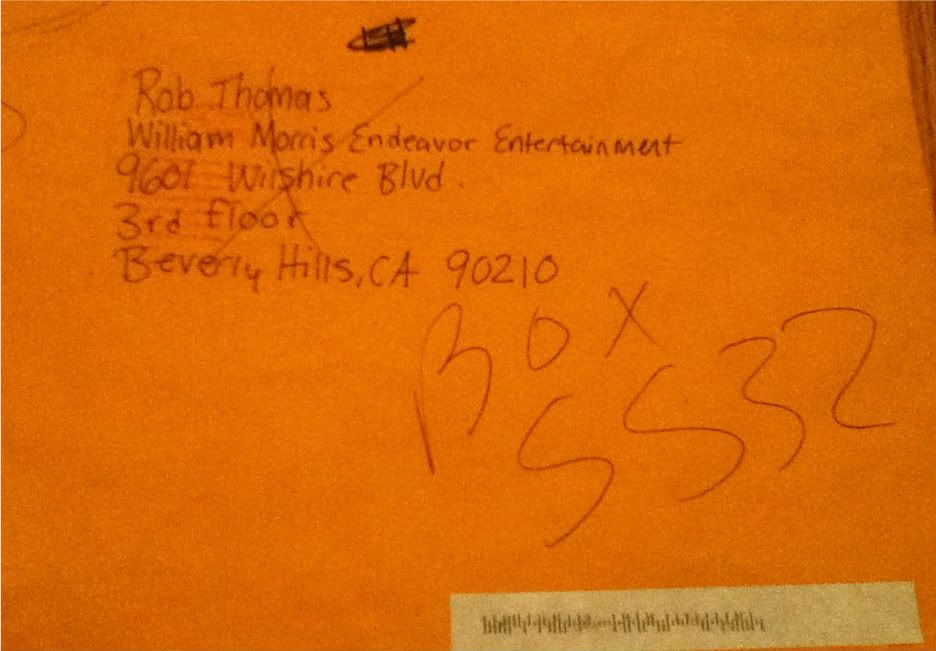 Rob Thomas
William Morris Endeavor Entertainment
9601 Wilshire Blvd.
3rd floor
Beverly Hills, CA 90210
BOX
5532